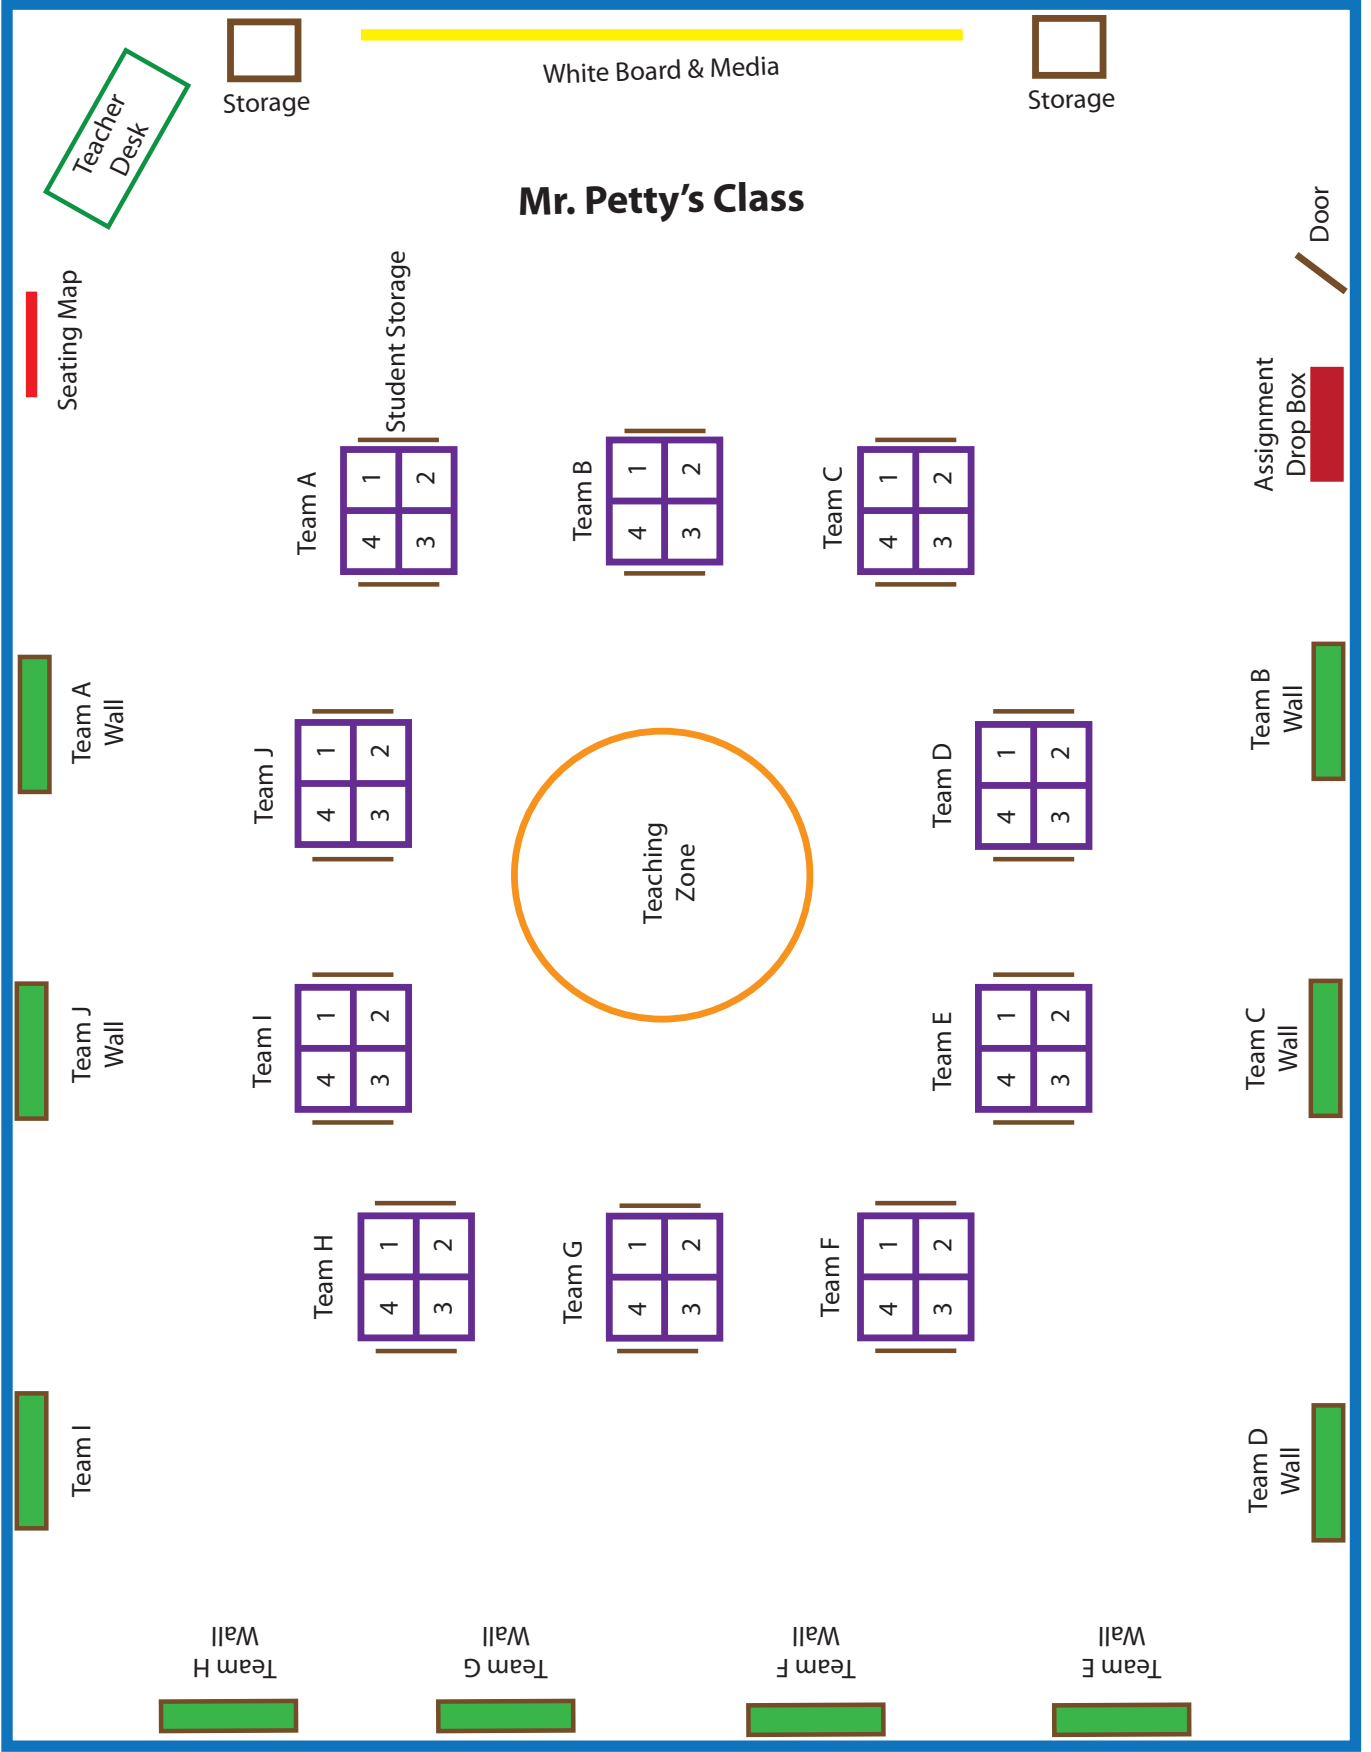 White Board & Media
Storage
Storage
Teacher
Desk
Mr. Petty's Class
Door
Seating Map
Student Storage
Assignment
Drop Box
Team A
1
2
4
3
Team B
1
2
4
3
Team C
1
2
4
3
Team A
Wall
Team J
1
2
4
3
Teaching
Zone
Team D
1
2
4
3
Team B
Wall
Team J
Wall
Team I
1
2
4
3
Team E
1
2
4
3
Team C
Wall
Team H
1
2
4
3
Team G
1
2
4
3
Team F
1
2
4
3
Team I
Team D
Wall
Team H
Wall
Team G
Wall
Team F
Wall
Team E
Wall